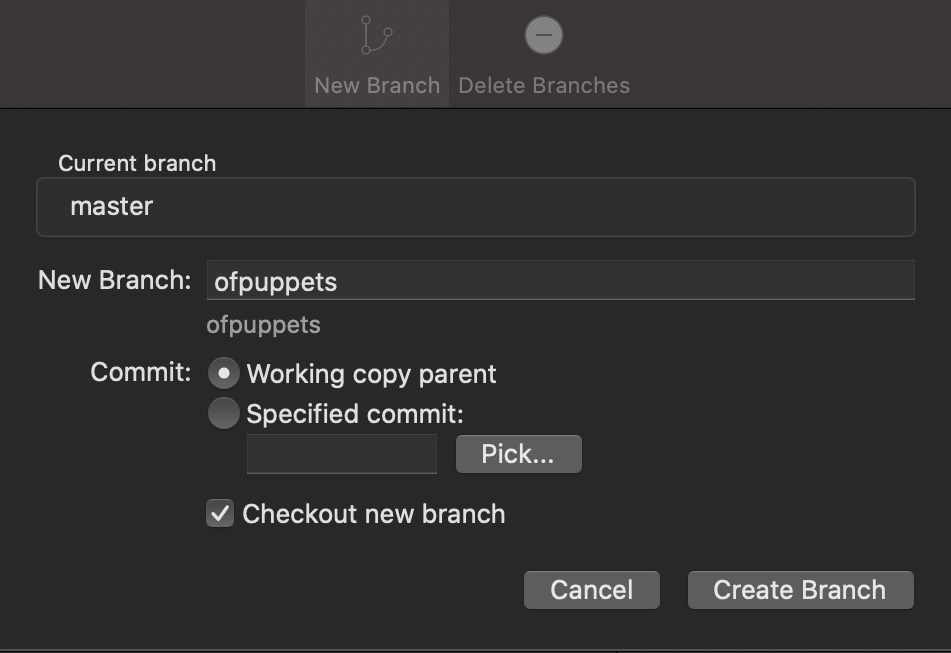 New Branch Delete Branches
Current branch
master
New Branch: ofpuppets
ofpuppets
Commit: Working copy parent
Specified commit:
Pick...
Checkout new branch
Cancel Create Branch